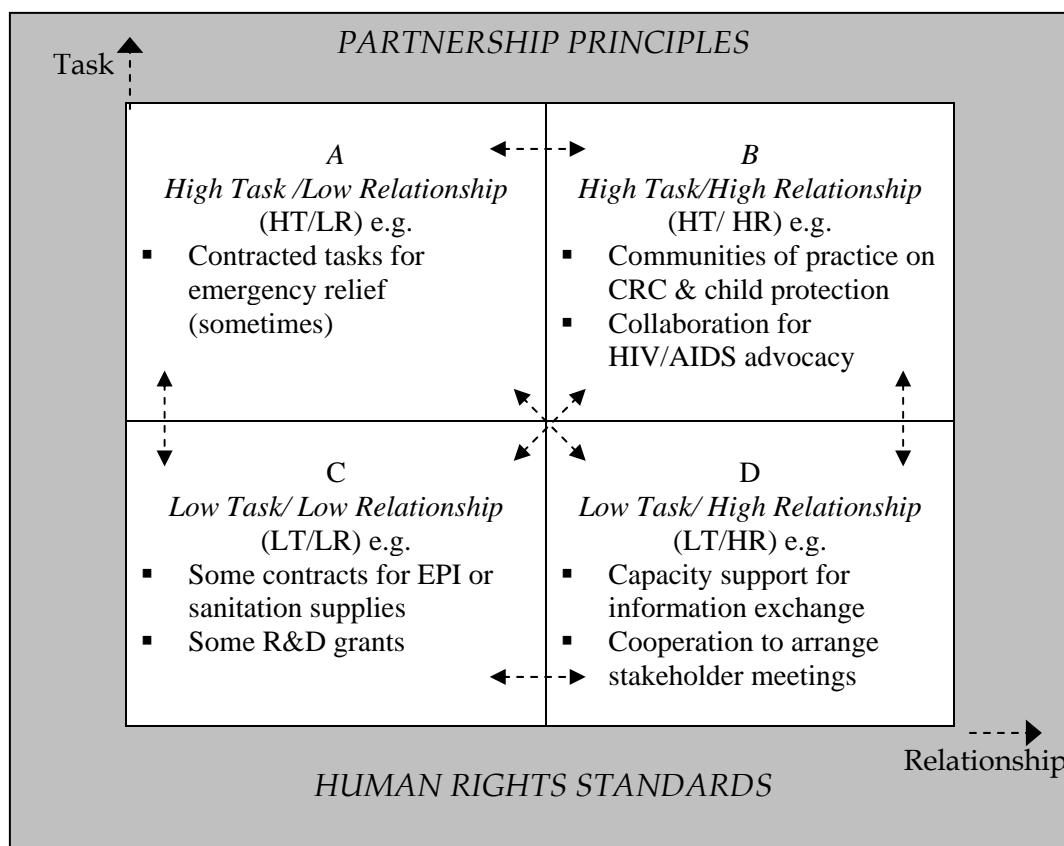 PARTNERSHIP PRINCIPLES
Task
A
High Task /Low Relationship
(HT/LR) e.g.
▪ Contracted tasks for
emergency relief
(sometimes)
B
High Task/High Relationship
(HT/ HR) e.g.
▪ Communities of practice on
CRC & child protection
▪ Collaboration for
HIV/AIDS advocacy
C
Low Task/ Low Relationship
(LT/LR) e.g.
▪ Some contracts for EPI or
sanitation supplies
▪ Some R&D grants
D
Low Task/ High Relationship
(LT/HR) e.g.
▪ Capacity support for
information exchange
▪ Cooperation to arrange
stakeholder meetings
Relationship
HUMAN RIGHTS STANDARDS